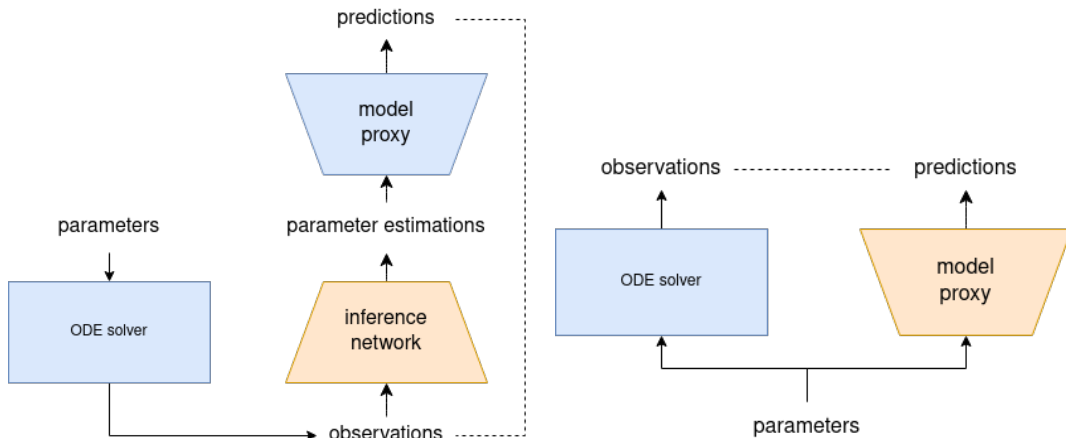 predictions
model
proxy
parameter estimations
parameters
ODE solver
inference
network
observations
observations
predictions
ODE solver
model
proxy
parameters